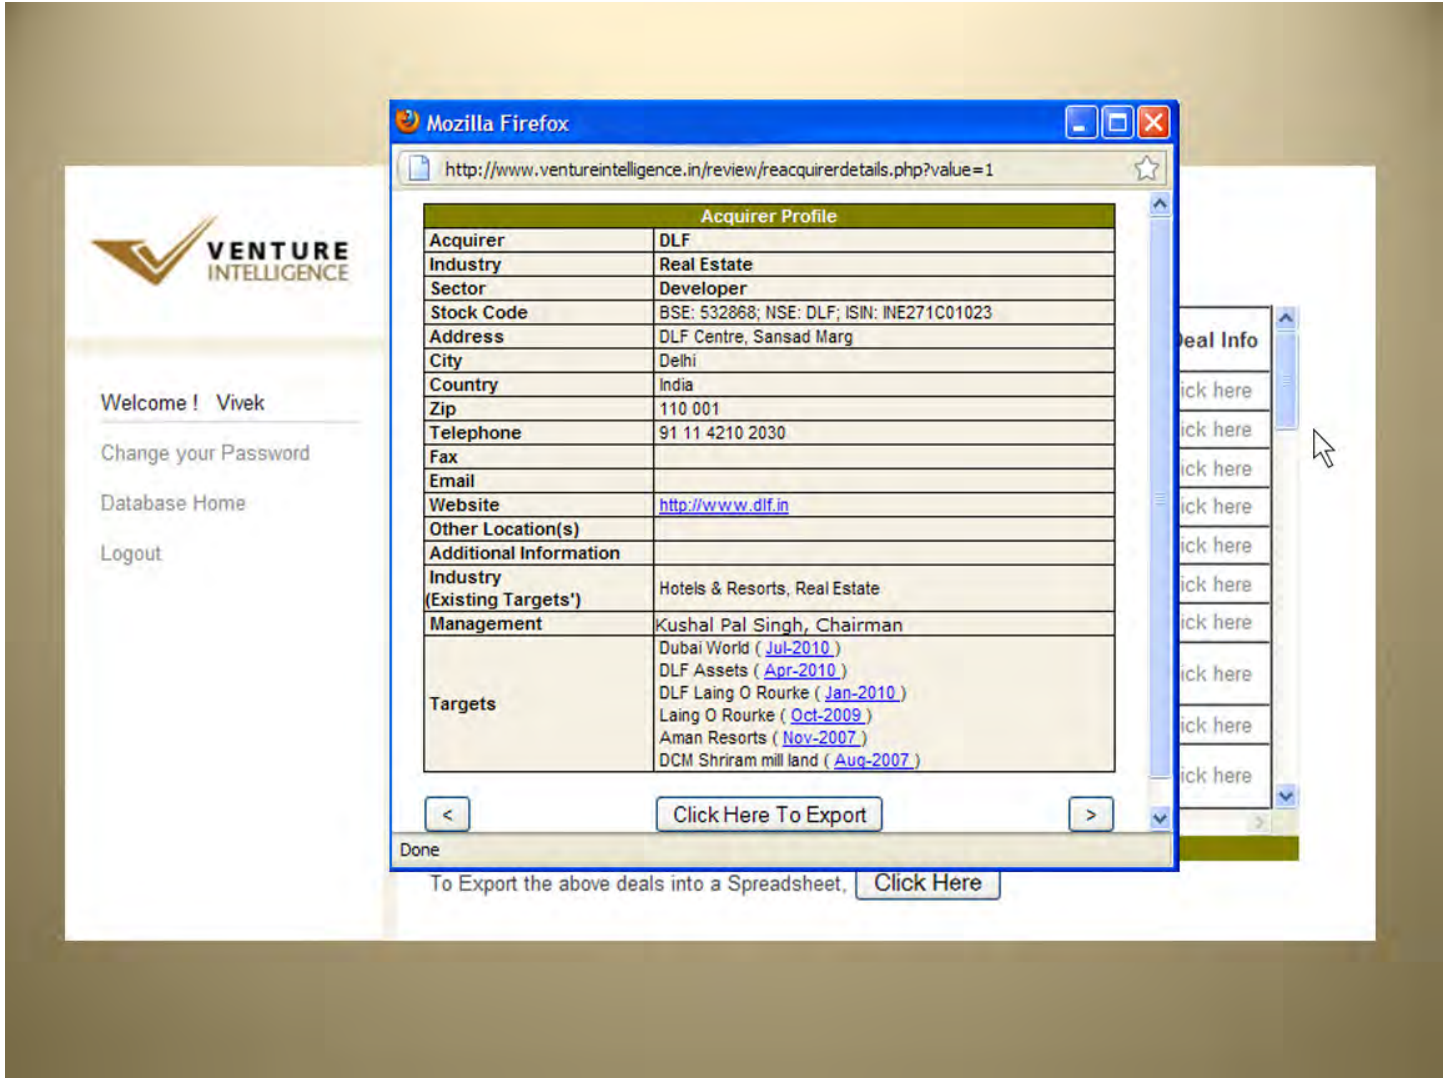 Mozilla Firefox
http://www.ventureintelligence.in/review/reacquirerdetails.php?value=1
VENTURE
INTELLIGENCE
Welcome ! Vivek
Change your Password
Database Home
Logout
Acquirer Profile
Acquirer DLF
Industry Real Estate
Sector Developer
Stock Code BSE: 532868; NSE: DLF; ISIN: INE271C01023
Address DLF Centre, Sansad Marg
City Delhi
Country India
Zip 110 001
Telephone 91 11 4210 2030
Fax
Email
Website http://www.dlf.in
Other Location(s)
Additional Information
Industry
(Existing Targets') Hotels & Resorts, Real Estate
Management Kushal Pal Singh, Chairman
Targets
Dubai World ( Jul-2010 )
DLF Assets ( Apr-2010 )
DLF Laing O Rourke ( Jan-2010 )
Laing O Rourke ( Oct-2009 )
Aman Resorts ( Nov-2007 )
DCM Shriram mill land ( Aug-2007 )
< Click Here To Export >
Done
eal Info
ick here
ick here
ick here
ick here
ick here
ick here
ick here
ick here
ick here
ick here
To Export the above deals into a Spreadsheet, Click Here